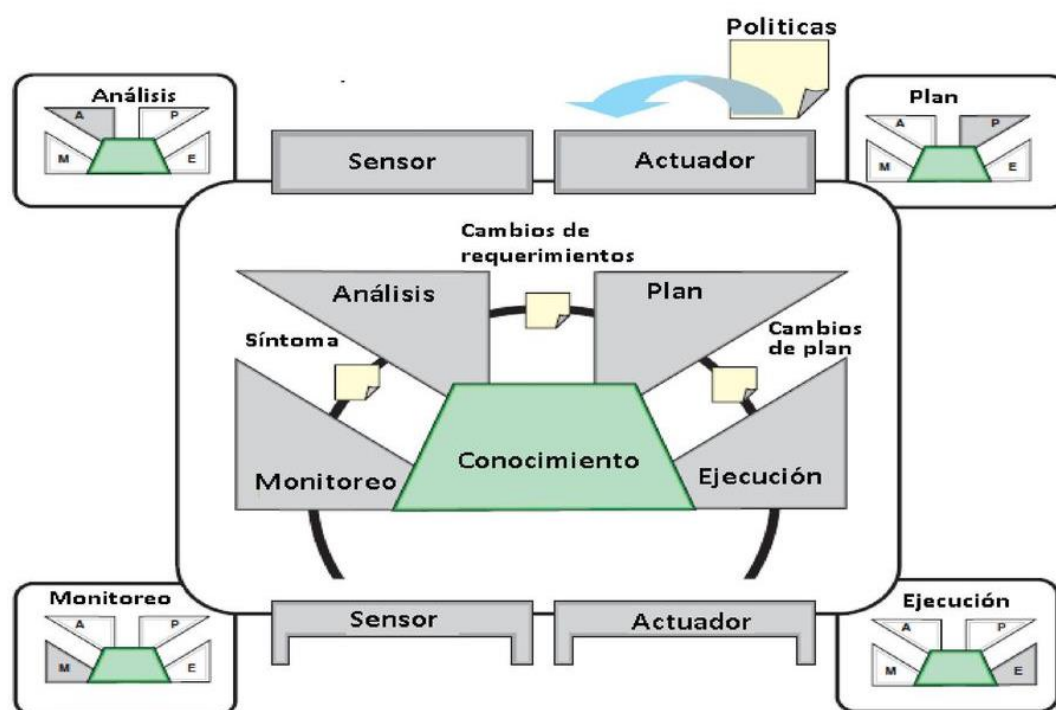 Politicas
Análisis
A
P
M
E
Plan
A
P
M
E
Sensor
Actuador
Cambios de
requerimientos
Análisis
Plan
Síntoma
Cambios
de plan
Conocimiento
Monitoreo
Ejecución
Monitoreo
A
P
M
E
Sensor
Actuador
Ejecución
A
P
M
E